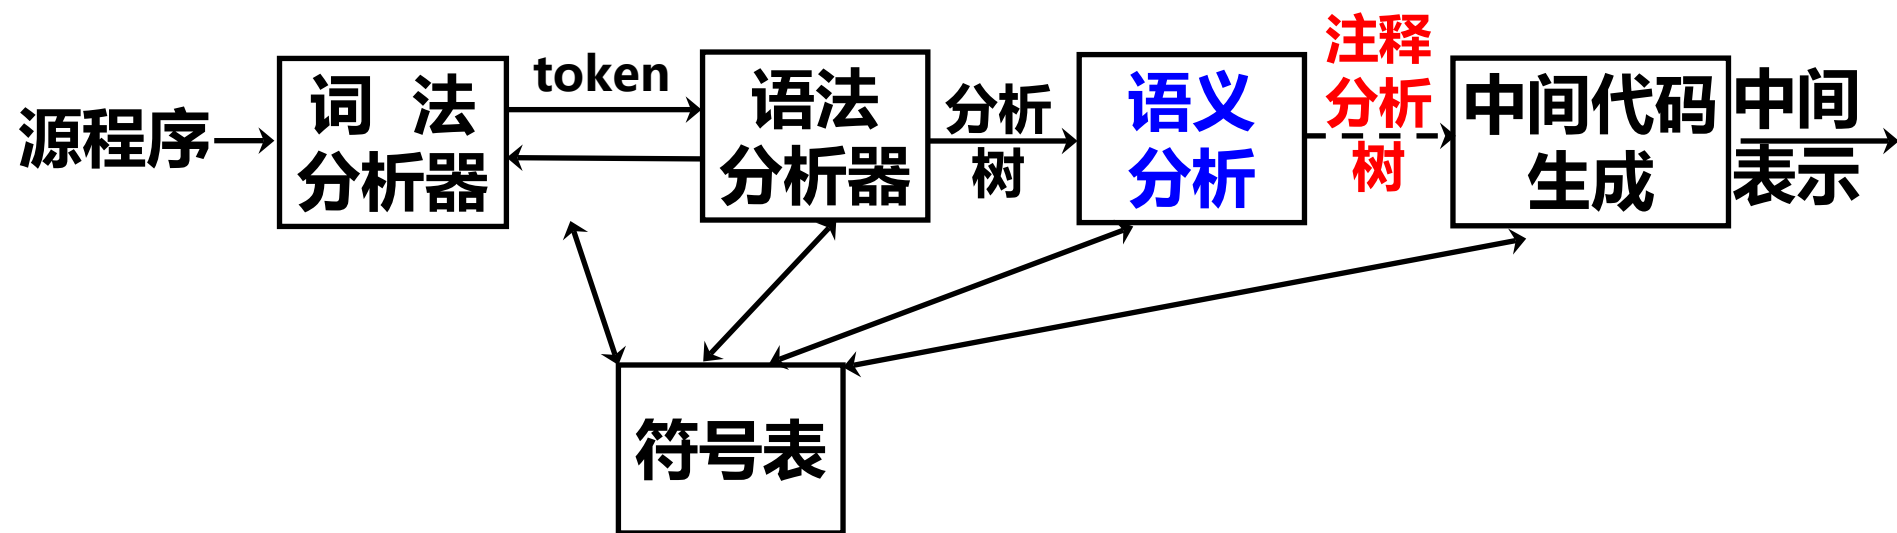 源程序
词 法
分析器
token
语法
分析器
分析
树
语义
分析
注释
分析
树
中间代码
生成
中间
表示
符号表